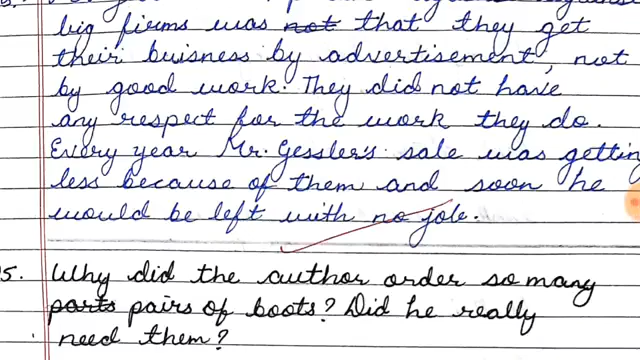 big firms was not that they get
their buisness by advertisement, not
by good work. They did not have
any respect for the work they do.
Every year Mr. Gessler's sale was getting
less because of them and soon he
would be left with no job.
5. Why did the author order so many
parts pairs of boots? Did he really
need them?